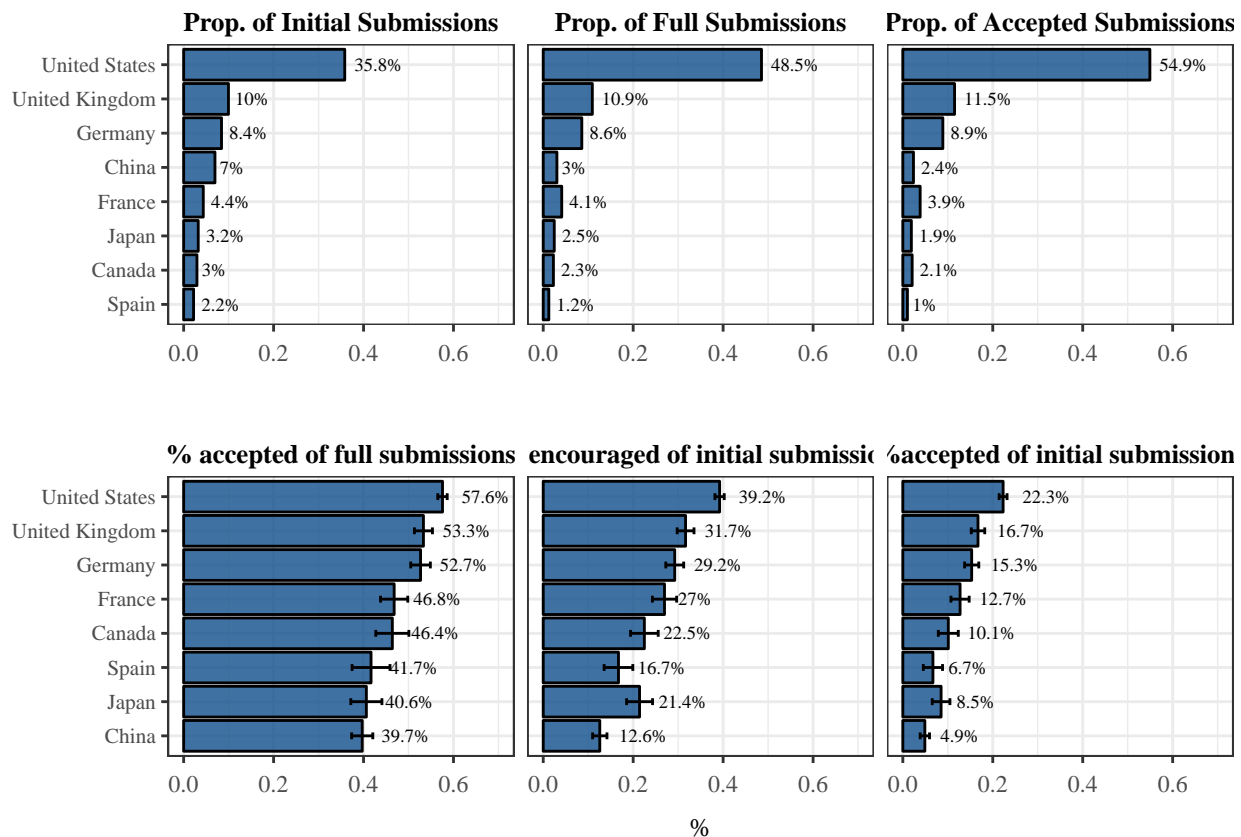 Prop. of Initial Submissions
Prop. of Full Submissions
Prop. of Accepted Submissions
United States
35.8%
48.5%
54.9%
United Kingdom
10%
10.9%
11.5%
Germany
8.4%
8.6%
8.9%
China
7%
3%
2.4%
France
4.4%
4.1%
3.9%
Japan
3.2%
2.5%
1.9%
Canada
3%
2.3%
2.1%
Spain
2.2%
1.2%
1%
0.0 0.2 0.4 0.6
0.0 0.2 0.4 0.6
0.0 0.2 0.4 0.6
% accepted of full submissions
encouraged of initial submissio
%accepted of initial submission
United States
57.6%
39.2%
22.3%
United Kingdom
53.3%
31.7%
16.7%
Germany
52.7%
29.2%
15.3%
France
46.8%
27%
12.7%
Canada
46.4%
22.5%
10.1%
Spain
41.7%
16.7%
6.7%
Japan
40.6%
21.4%
8.5%
China
39.7%
12.6%
4.9%
0.0 0.2 0.4 0.6
0.0 0.2 0.4 0.6
0.0 0.2 0.4 0.6
%